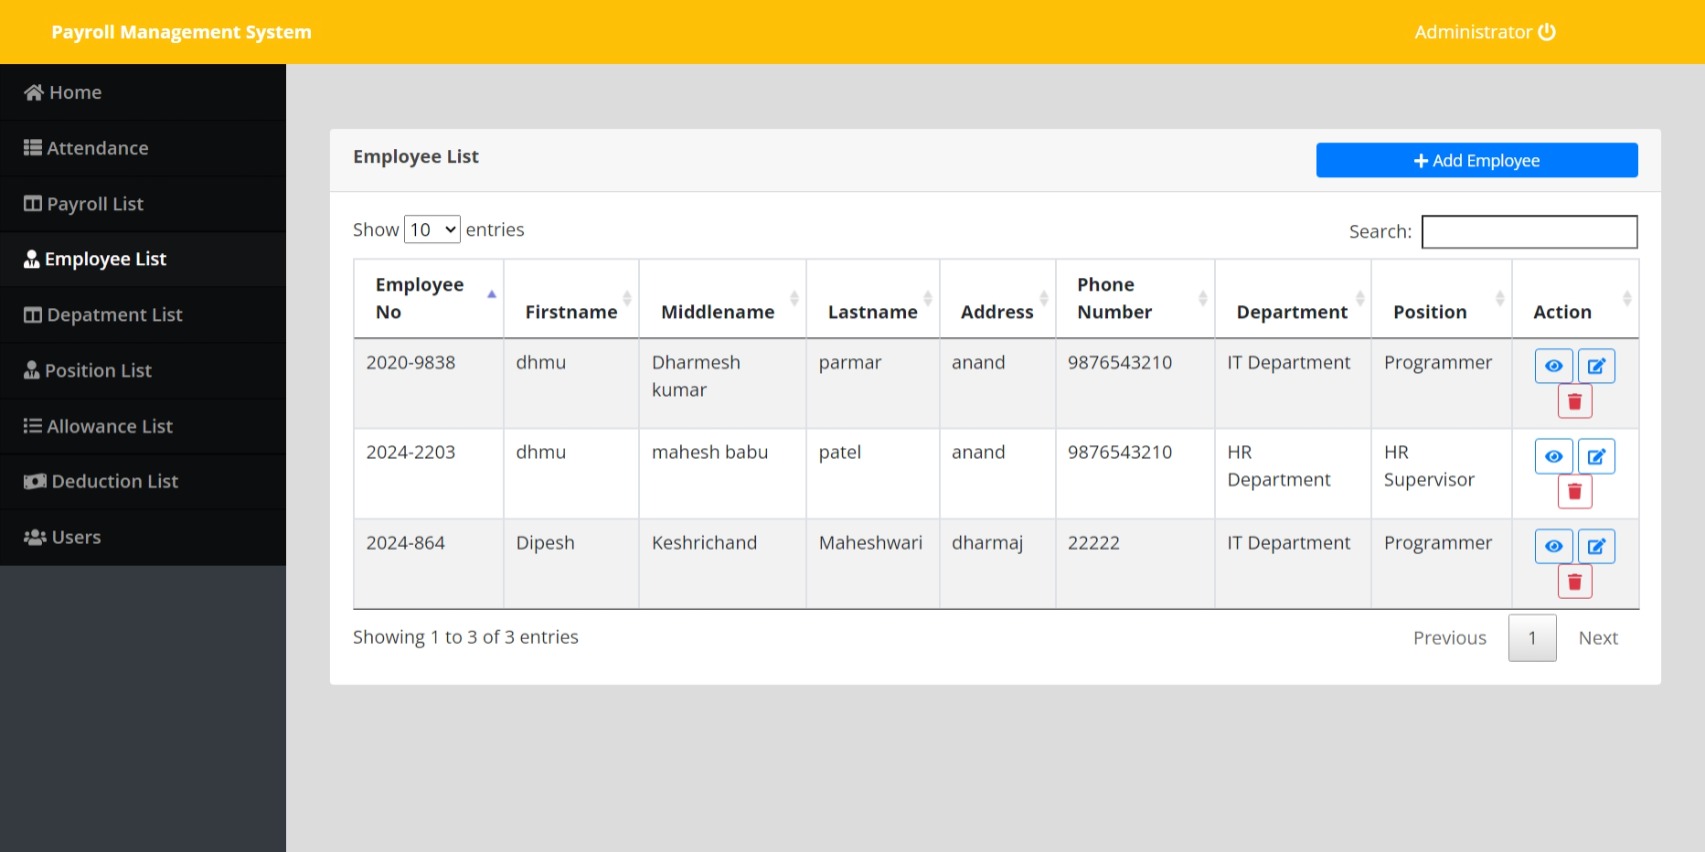 Payroll Management System
Administrator
Home
Attendance
Payroll List
Employee List
Depatment List
Position List
Allowance List
Deduction List
Users
Employee List
+ Add Employee
Show 10 entries
Search:
Employee No Firstname Middlename Lastname Address Phone Number Department Position Action
2020-9838 dhmu Dharmesh kumar parmar anand 9876543210 IT Department Programmer
2024-2203 dhmu mahesh babu patel anand 9876543210 HR Department HR Supervisor
2024-864 Dipesh Keshrichand Maheshwari dharmaj 22222 IT Department Programmer
Showing 1 to 3 of 3 entries
Previous 1 Next